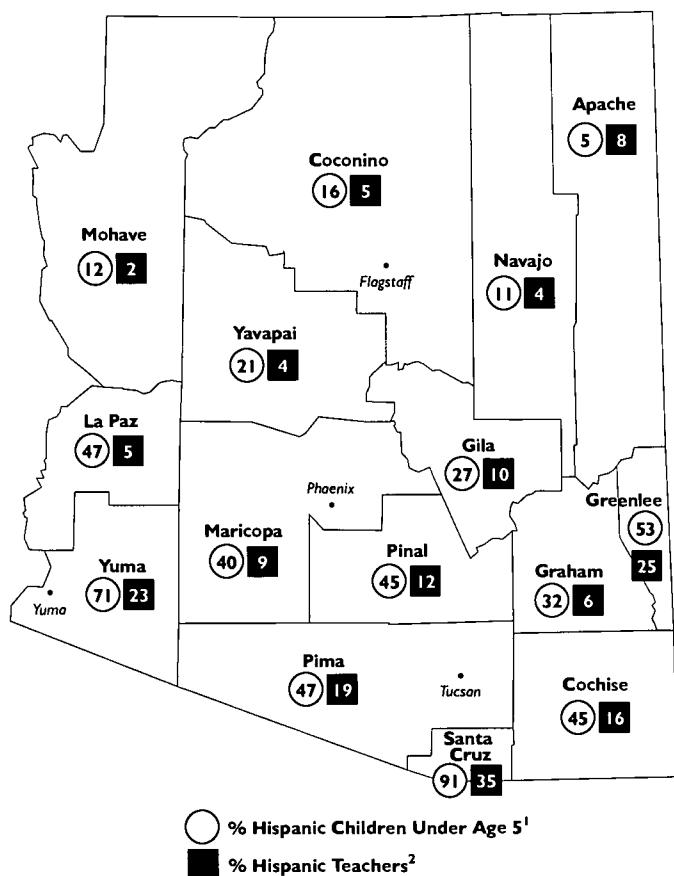 Apache
5 8
Coconino
16 5
Mohave
12 2
Flagstaff
Navajo
11 4
Yavapai
21 4
La Paz
47 5
Gila
27 10
Phoenix
Greenlee
53
25
Maricopa
40 9
Pinal
45 12
Yuma
71 23
Yuma
Graham
32 6
Pima
47 19
Tucsan
Cochise
45 16
Santa
Cruz
91 35
% Hispanic Children Under Age 5¹
% Hispanic Teachers²